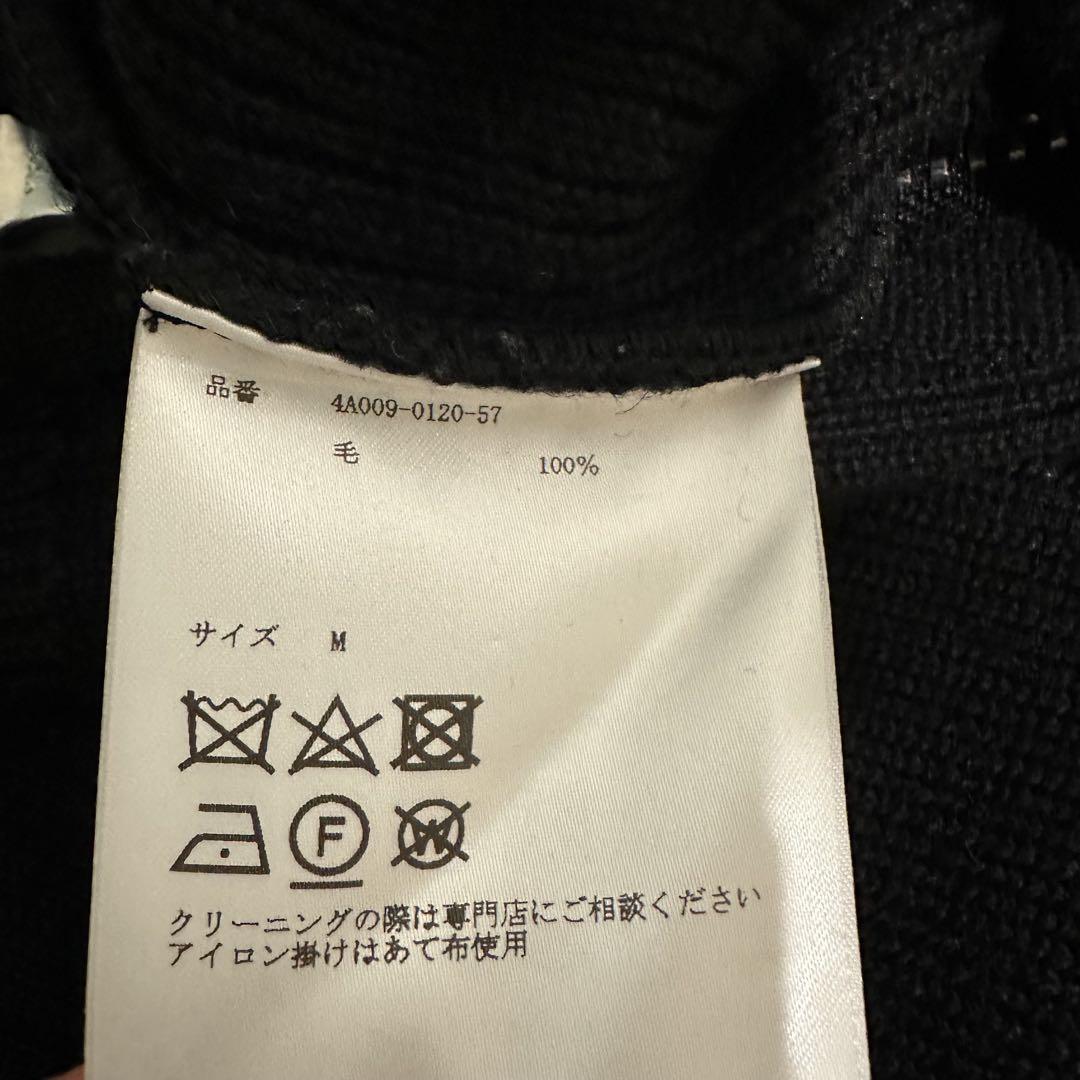 品番 4A009-0120-57
毛 100%
サイズ M
F
W
クリーニングの際は専門店にご相談ください
アイロン掛けはあて布使用